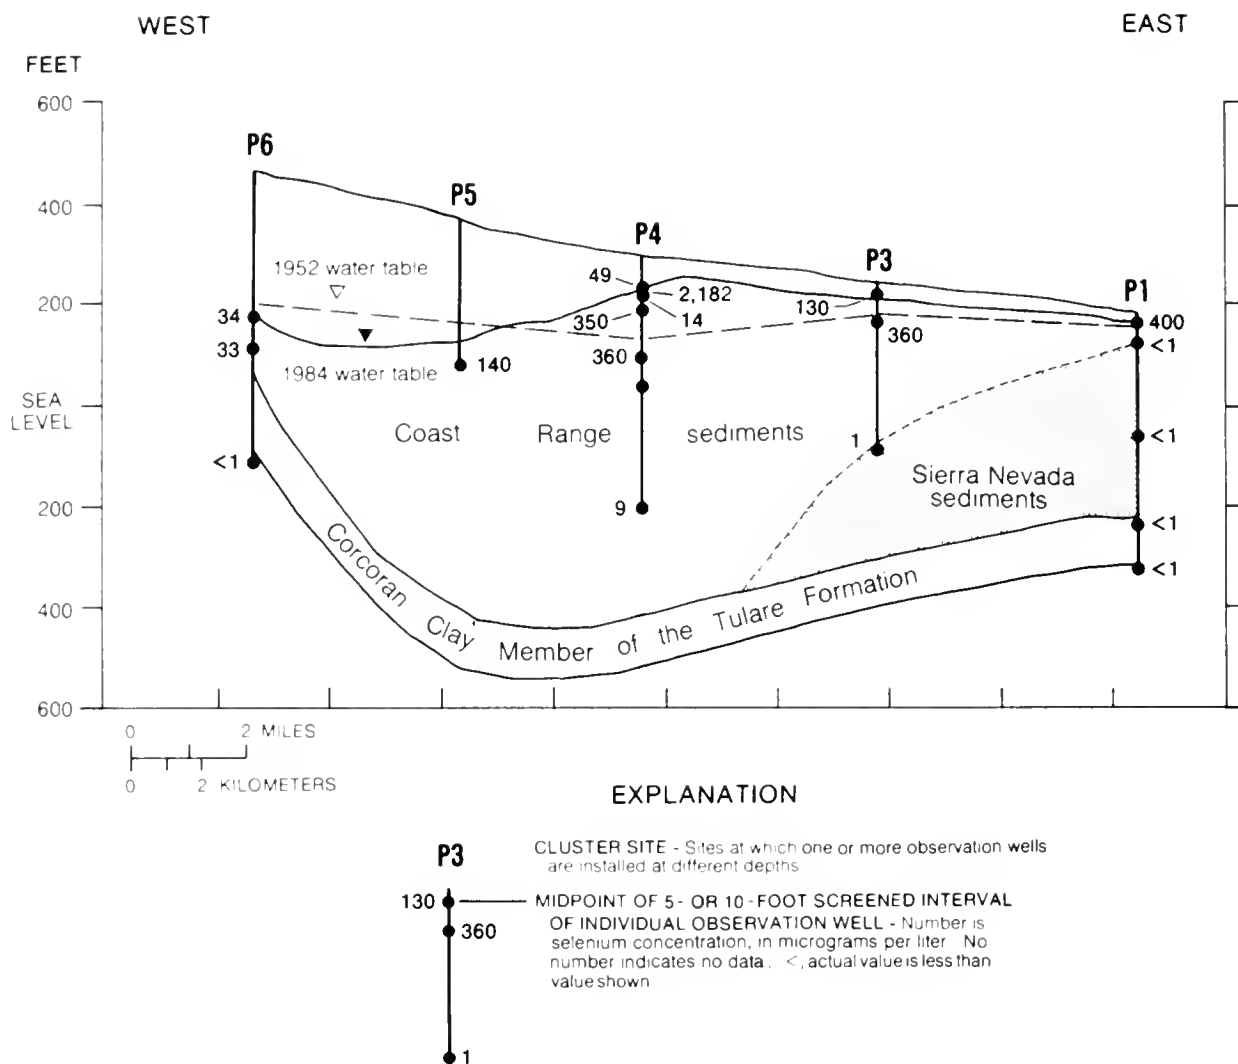 WEST
EAST
FEET
600
400
200
SEA
LEVEL
200
400
600
P6
P5
P4
P3
P1
1952 water table
1984 water table
34
33
<1
140
49
2,182
14
350
360
9
130
360
1
400
<1
<1
<1
<1
Coast Range sediments
Sierra Nevada
sediments
Corcoran Clay Member of the Tulare Formation
0 2 MILES
0 2 KILOMETERS
EXPLANATION
P3
130
360
1
CLUSTER SITE - Sites at which one or more observation wells
are installed at different depths
MIDPOINT OF 5- OR 10-FOOT SCREENED INTERVAL
OF INDIVIDUAL OBSERVATION WELL - Number is
selenium concentration, in micrograms per liter No
number indicates no data. <, actual value is less than
value shown